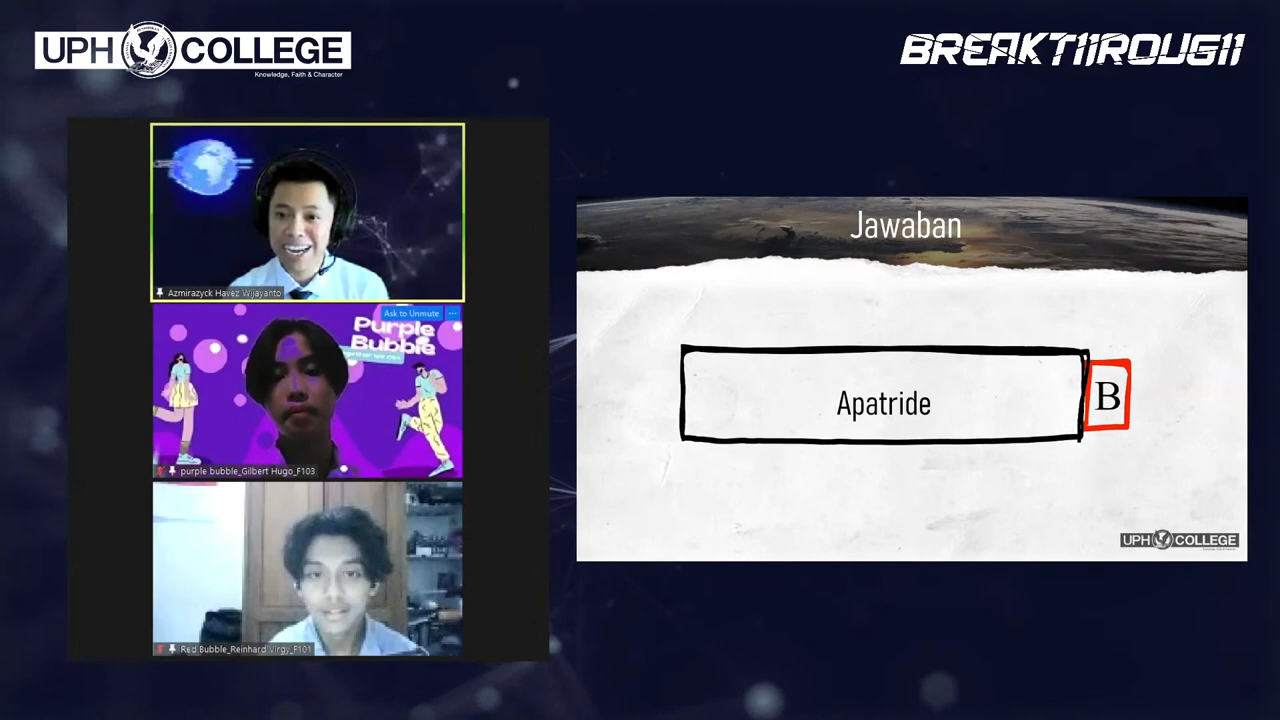 UPH COLLEGE
Knowledge, Faith & Character
BREAKT11ROUG11
Azmirazyck Havez Wijayanto
Ask to Unmute
Purple
Bubble
purple bubble_Gilbert Hugo_F103
Red Bubble_Reinhard Virgy_F101
Jawaban
Apatride
B
UPH COLLEGE